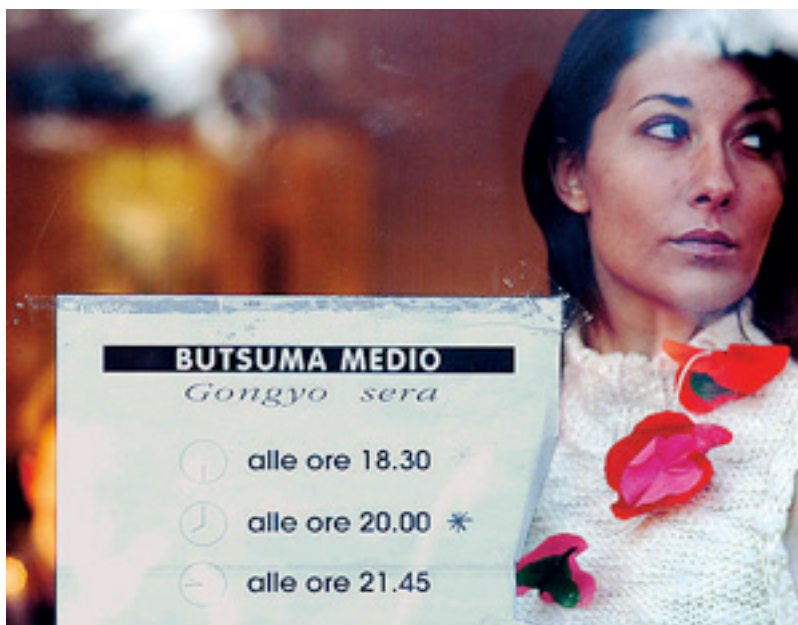 BUTSUMA MEDIO
Gongyo sera
alle ore 18.30
alle ore 20.00 *
alle ore 21.45